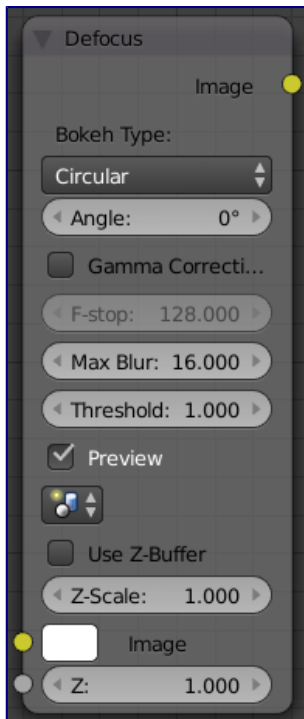 Defocus
Image
Bokeh Type:
Circular
Angle: 0°
Gamma Correcti...
F-stop: 128.000
Max Blur: 16.000
Threshold: 1.000
Preview
Use Z-Buffer
Z-Scale: 1.000
Image
Z: 1.000